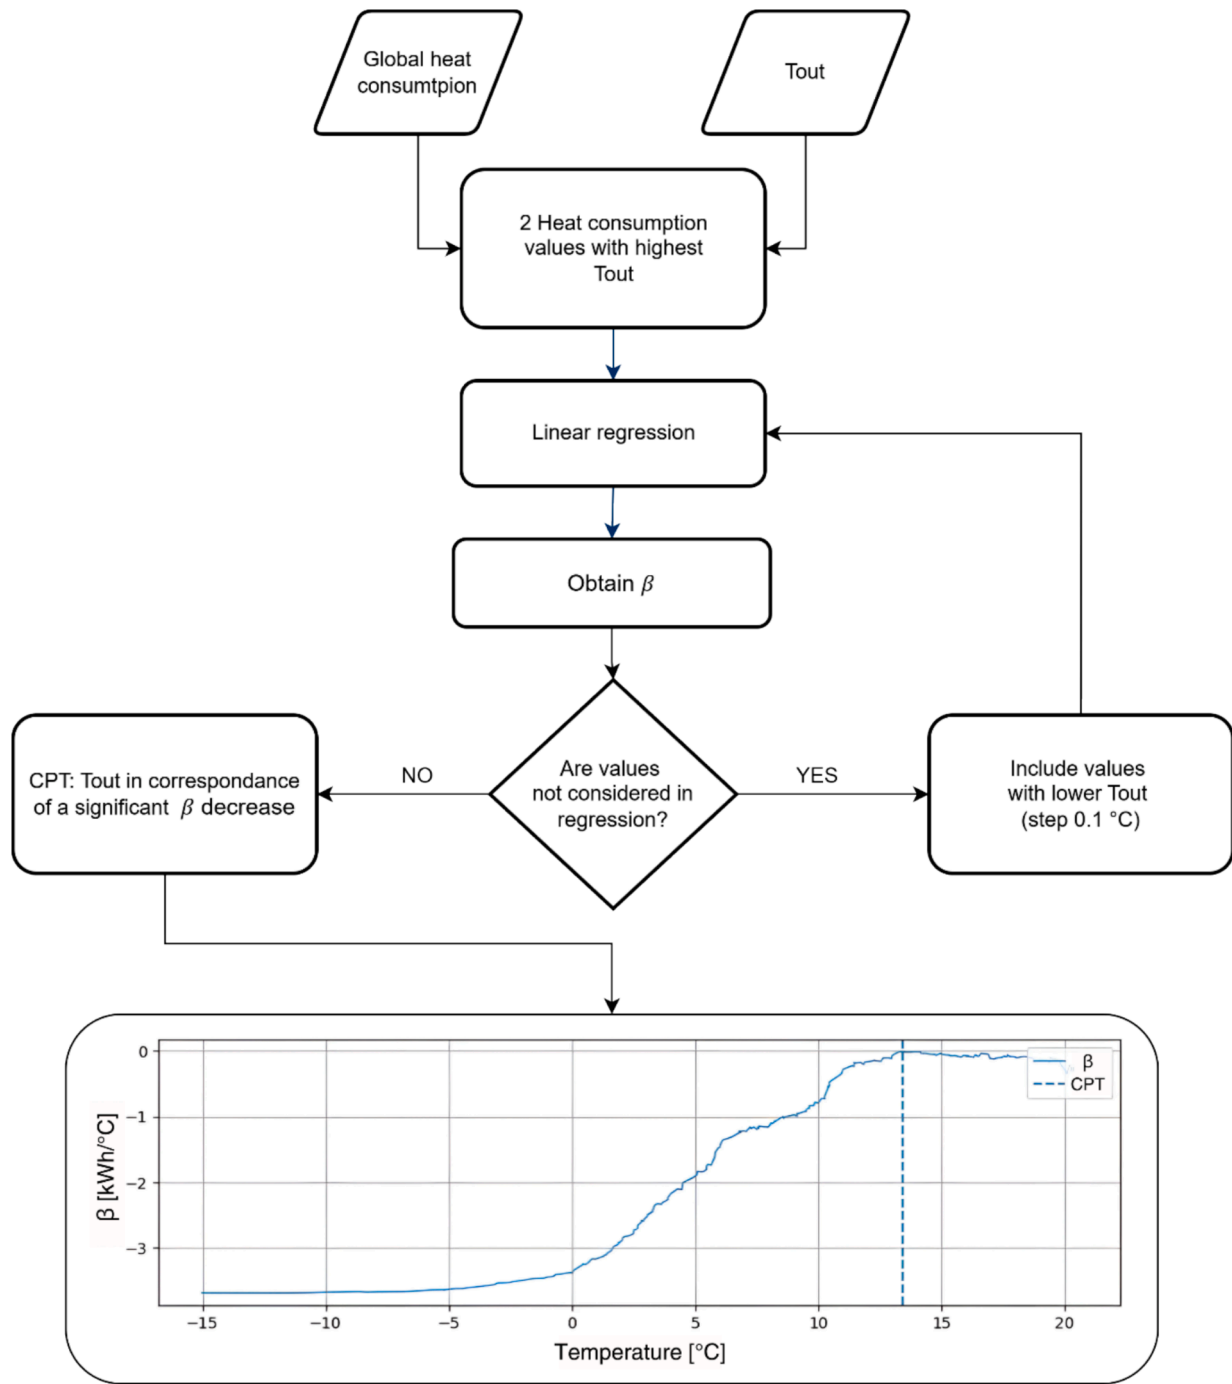 Global heat
consumtpion
Tout
2 Heat consumption
values with highest
Tout
Linear regression
Obtain β
Are values
not considered in
regression?
NO
YES
CPT: Tout in correspondance
of a significant β decrease
Include values
with lower Tout
(step 0.1 °C)
β [kWh/°C]
0
−1
−2
−3
β
CPT
−15
−10
−5
0
5
10
15
20
Temperature [°C]